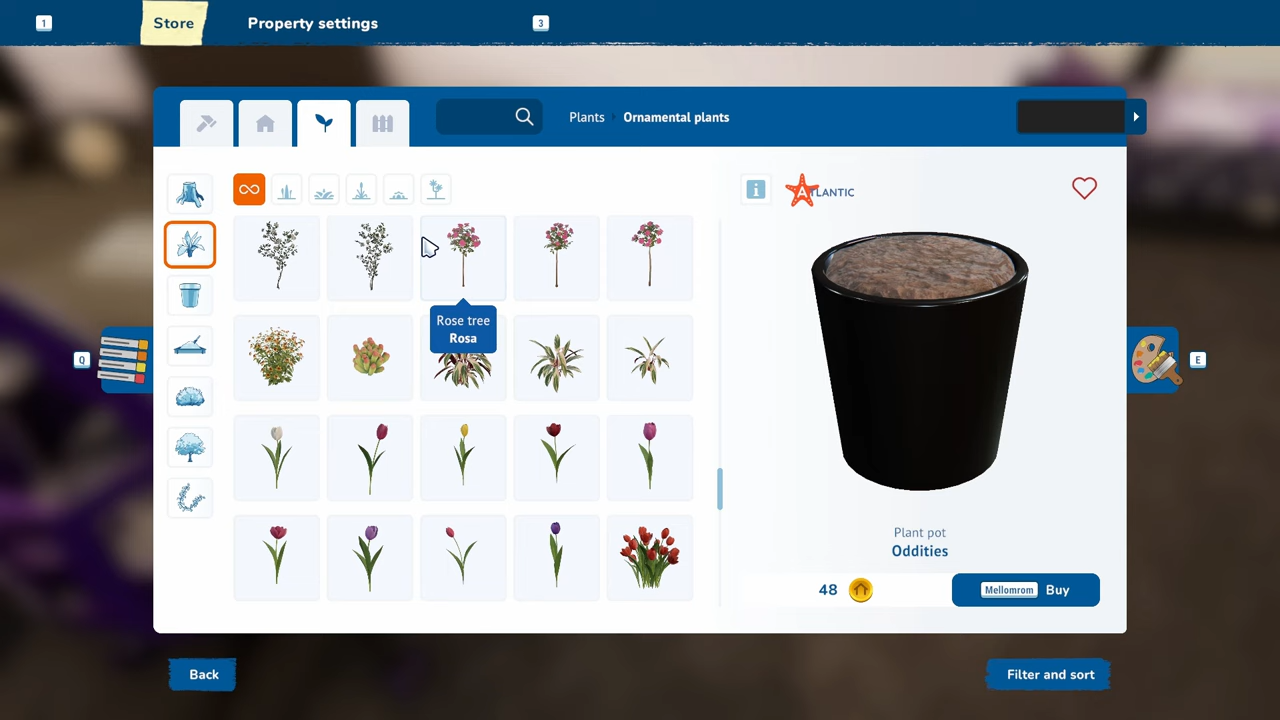 1
Store
Property settings
3
Plants
Ornamental plants
ATLANTIC
Rose tree
Rosa
Q
E
Plant pot
Oddities
48
Mellomrom
Buy
Back
Filter and sort